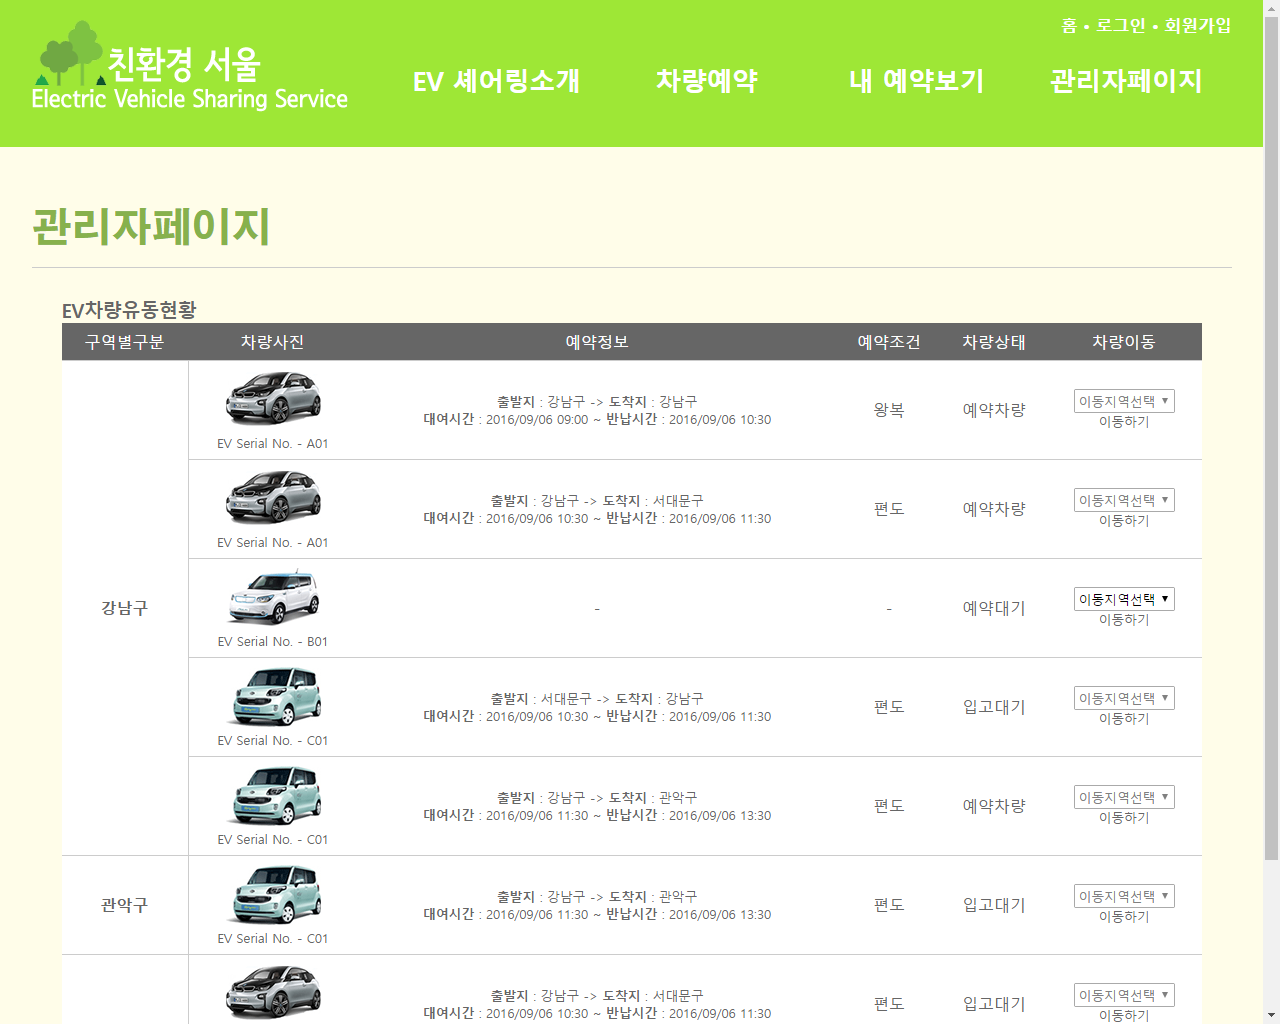 홈 • 로그인 • 회원가입
친환경 서울
Electric Vehicle Sharing Service
EV 셰어링소개 차량예약 내 예약보기 관리자페이지
관리자페이지
EV차량유동현황
구역별구분 차량사진 예약정보 예약조건 차량상태 차량이동
강남구
EV Serial No. - A01
출발지 : 강남구 -> 도착지 : 강남구
대여시간 : 2016/09/06 09:00 ~ 반납시간 : 2016/09/06 10:30
왕복
예약차량
이동지역선택
이동하기
EV Serial No. - A01
출발지 : 강남구 -> 도착지 : 서대문구
대여시간 : 2016/09/06 10:30 ~ 반납시간 : 2016/09/06 11:30
편도
예약차량
이동지역선택
이동하기
EV Serial No. - B01
-
-
예약대기
이동지역선택
이동하기
EV Serial No. - C01
출발지 : 서대문구 -> 도착지 : 강남구
대여시간 : 2016/09/06 10:30 ~ 반납시간 : 2016/09/06 11:30
편도
입고대기
이동지역선택
이동하기
EV Serial No. - C01
출발지 : 강남구 -> 도착지 : 관악구
대여시간 : 2016/09/06 11:30 ~ 반납시간 : 2016/09/06 13:30
편도
예약차량
이동지역선택
이동하기
관악구
EV Serial No. - C01
출발지 : 강남구 -> 도착지 : 관악구
대여시간 : 2016/09/06 11:30 ~ 반납시간 : 2016/09/06 13:30
편도
입고대기
이동지역선택
이동하기
출발지 : 강남구 -> 도착지 : 서대문구
대여시간 : 2016/09/06 10:30 ~ 반납시간 : 2016/09/06 11:30
편도
입고대기
이동지역선택
이동하기